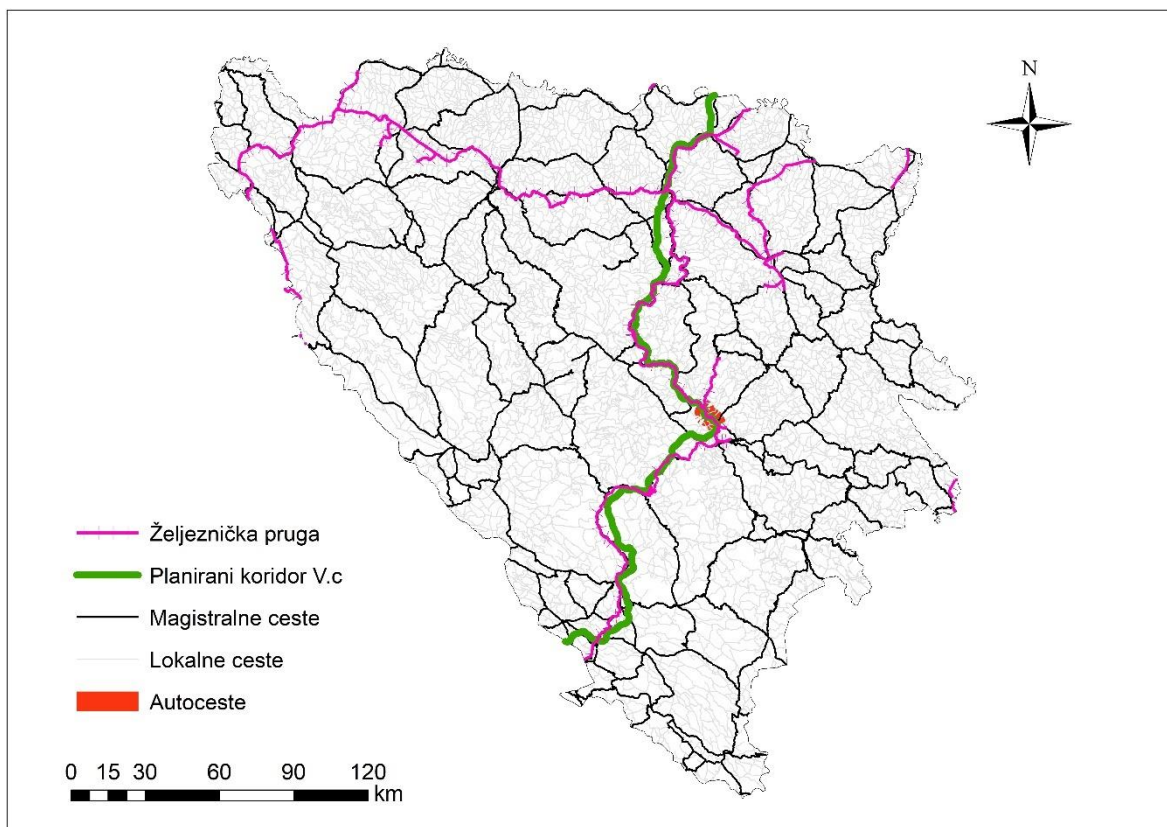 N
Željeznička pruga
Planirani koridor V.c
Magistralne ceste
Lokalne ceste
Autoceste
0 15 30 60 90 120
km